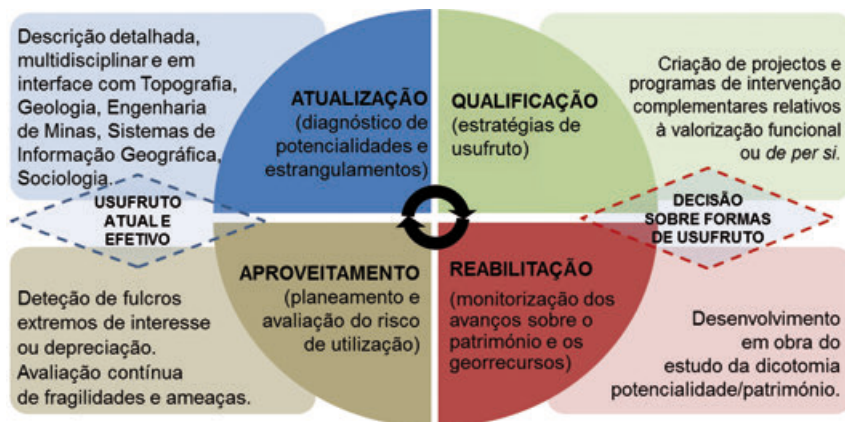 Descrição detalhada,
multidisciplinar e em
interface com Topografia,
Geologia, Engenharia
de Minas, Sistemas de
Informação Geográfica,
Sociologia.
ATUALIZAÇÃO
(diagnóstico de
potencialidades e
estrangulamentos)
QUALIFICAÇÃO
(estratégias de
usufruto)
Criação de projectos e
programas de intervenção
complementares relativos
à valorização funcional
ou de per si.
USUFRUTO
ATUAL E
EFETIVO
DECISÃO
SOBRE FORMAS
DE USUFRUTO
Deteção de fulcros
extremos de interesse
ou depreciação.
Avaliação contínua
de fragilidades e ameaças.
APROVEITAMENTO
(planeamento e
avaliação do risco
de utilização)
REABILITAÇÃO
(monitorização dos
avanços sobre o
património e os
georrecursos)
Desenvolvimento
em obra do
estudo da dicotomia
potencialidade/património.